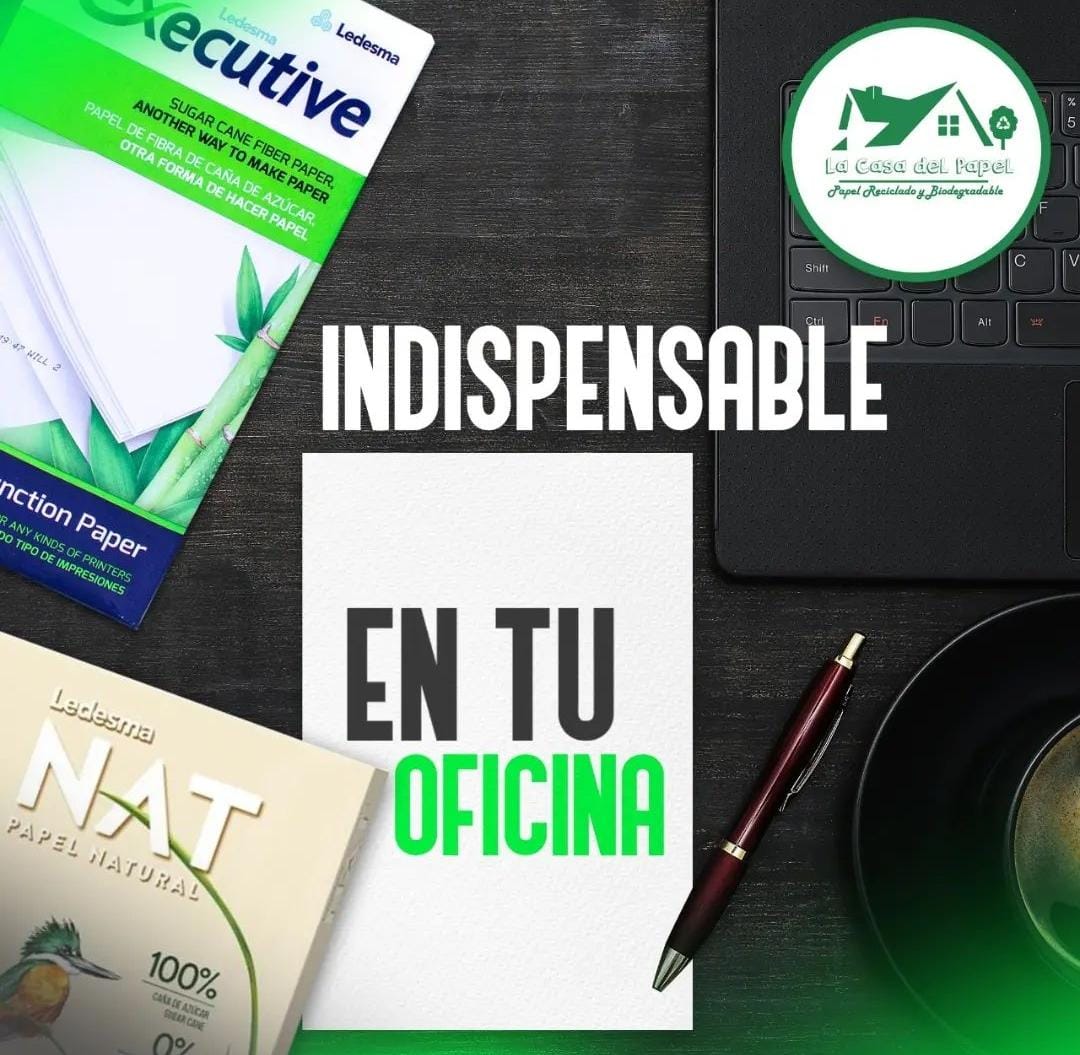 Ledesma
Ledesma
Executive
SUGAR CANE FIBER PAPER,
ANOTHER WAY TO MAKE PAPER
PAPEL DE FIBRA DE CAÑA DE AZÚCAR,
OTRA FORMA DE HACER PAPEL
WILL 2
Paper
ANY KINDS OF PRINTERS
TIPO DE IMPRESIONES
La Casa del Papel
Papel Reciclado y Biodegradable
%
5
F
Shift
C
V
Ctrl
Fn
Alt
INDISPENSABLE
EN TU
OFICINA
Ledesma
NAT
PAPEL NATURAL
100%
CAÑA DE AZÚCAR
SUGAR CANE
0%